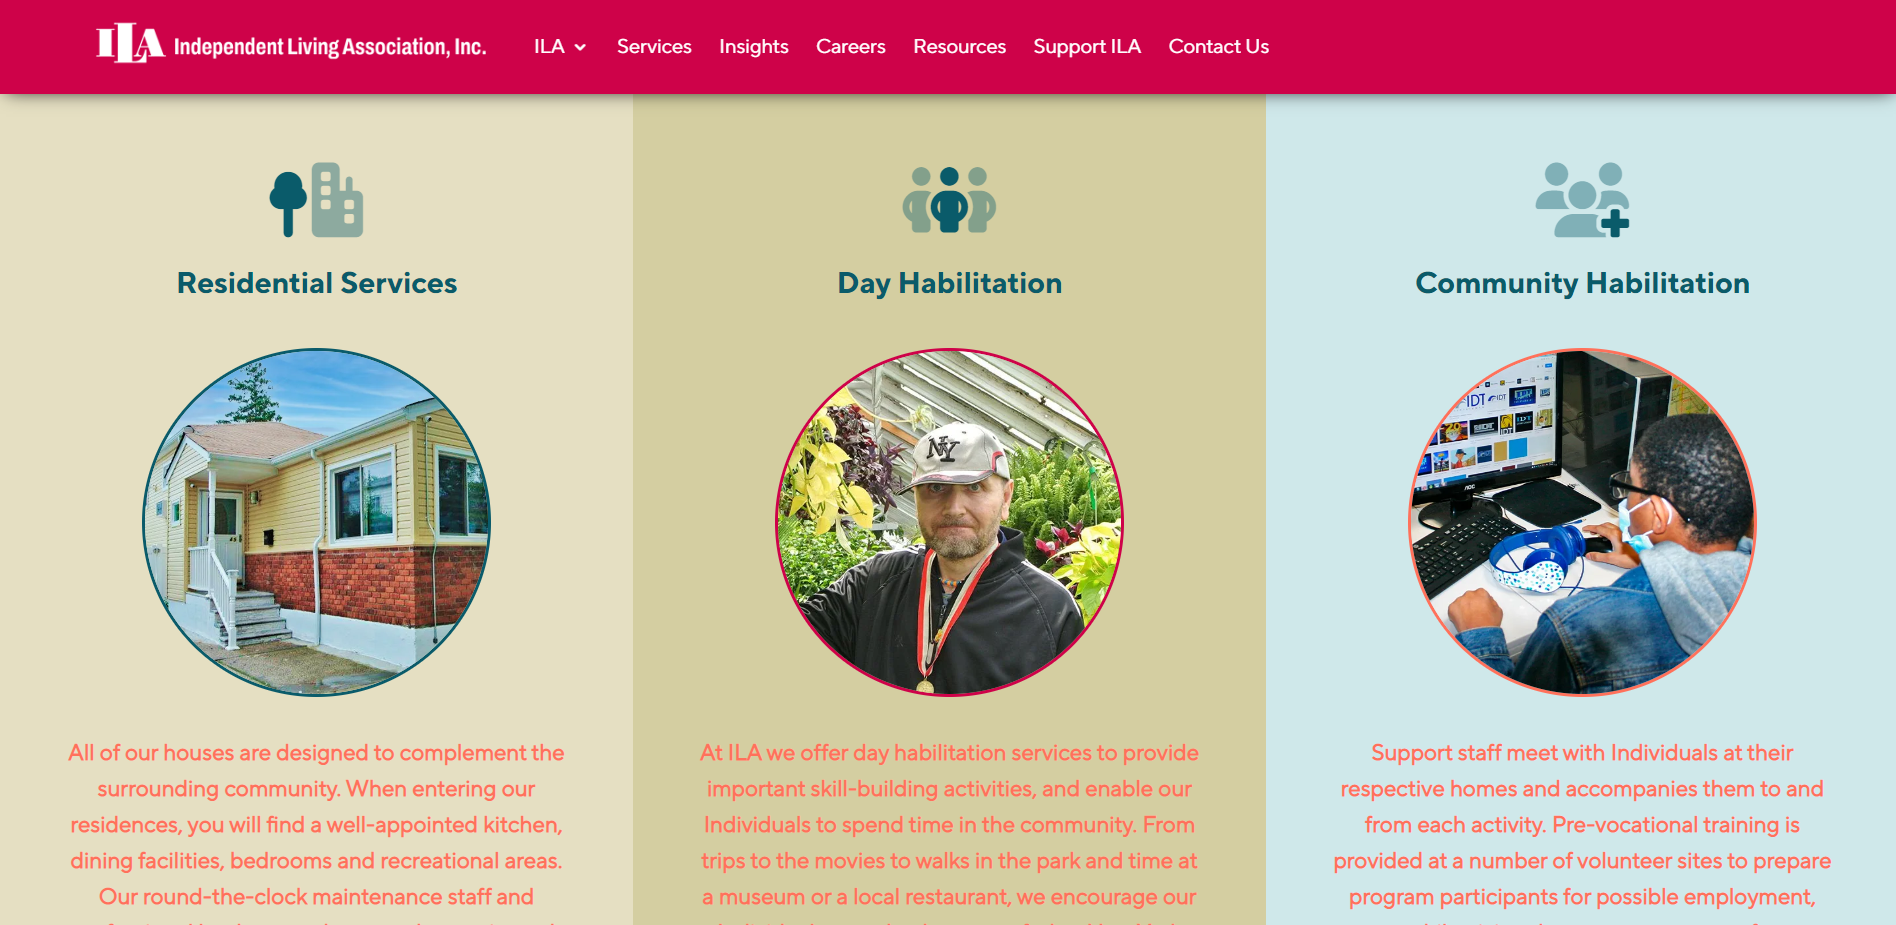 ILA Independent Living Association, Inc.
ILA Services Insights Careers Resources Support ILA Contact Us
Residential Services
All of our houses are designed to complement the
surrounding community. When entering our
residences, you will find a well-appointed kitchen,
dining facilities, bedrooms and recreational areas.
Our round-the-clock maintenance staff and
Day Habilitation
NY
At ILA we offer day habilitation services to provide
important skill-building activities, and enable our
Individuals to spend time in the community. From
trips to the movies to walks in the park and time at
a museum or a local restaurant, we encourage our
Community Habilitation
IDT
AOC
Support staff meet with Individuals at their
respective homes and accompanies them to and
from each activity. Pre-vocational training is
provided at a number of volunteer sites to prepare
program participants for possible employment,